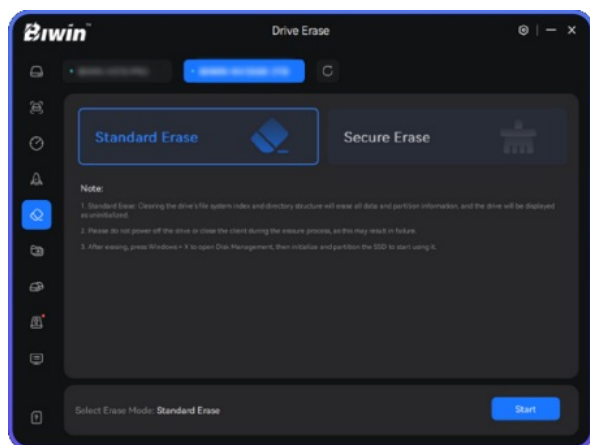 Biwin
Drive Erase
Standard Erase
Secure Erase
Note:
1. Standard Erase: Clearing the drive's file system index and directory structure will erase all data and partition information, and the drive will be displayed
as uninitialized.
2. Please do not power off the drive or close the client during the erasure process, as this may result in failure.
3. After erasing, press Windows + X to open Disk Management, then initialize and partition the SSD to start using it.
Select Erase Mode: Standard Erase
Start